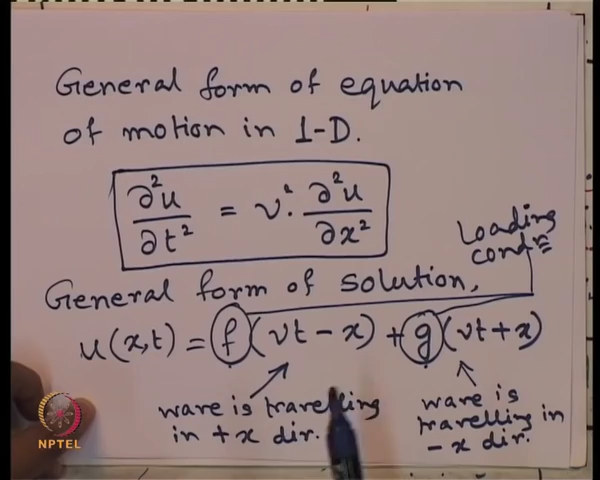 General form of equation
of motion in 1-D.
∂²u/∂t² = v². ∂²u/∂x²
Loading
condⁿ
General form of solution,
u(x,t) = f(vt-x) + g(vt+x)
wave is travelling
in +x dir.
wave is
travelling in
-x dir.
NPTEL